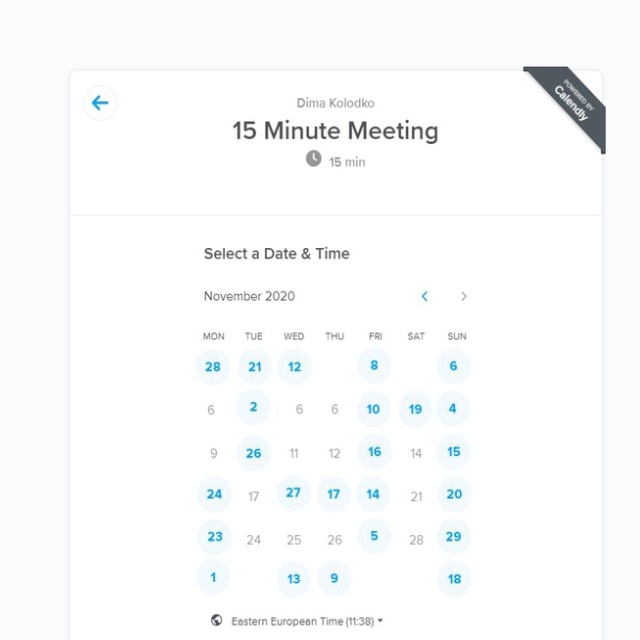 POWERED BY
Calendly
Dima Kolodko
15 Minute Meeting
15 min
Select a Date & Time
November 2020
MON TUE WED THU FRI SAT SUN
28 21 12 8 6
6 2 6 6 10 19 4
9 26 11 12 16 14 15
24 17 27 17 14 21 20
23 24 25 26 5 28 29
1 13 9 18
Eastern European Time (11:38)